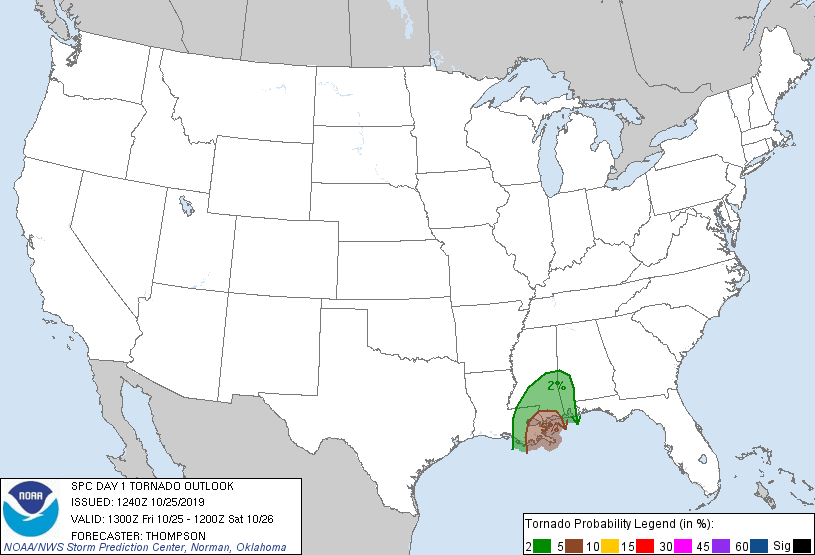 2%
5%
NOAA
SPC DAY 1 TORNADO OUTLOOK
ISSUED: 1240Z 10/25/2019
VALID: 1300Z Fri 10/25 - 1200Z Sat 10/26
FORECASTER: THOMPSON
NOAA/NWS Storm Prediction Center, Norman, Oklahoma
Tornado Probability Legend (in %):
2 5 10 15 30 45 60 Sig